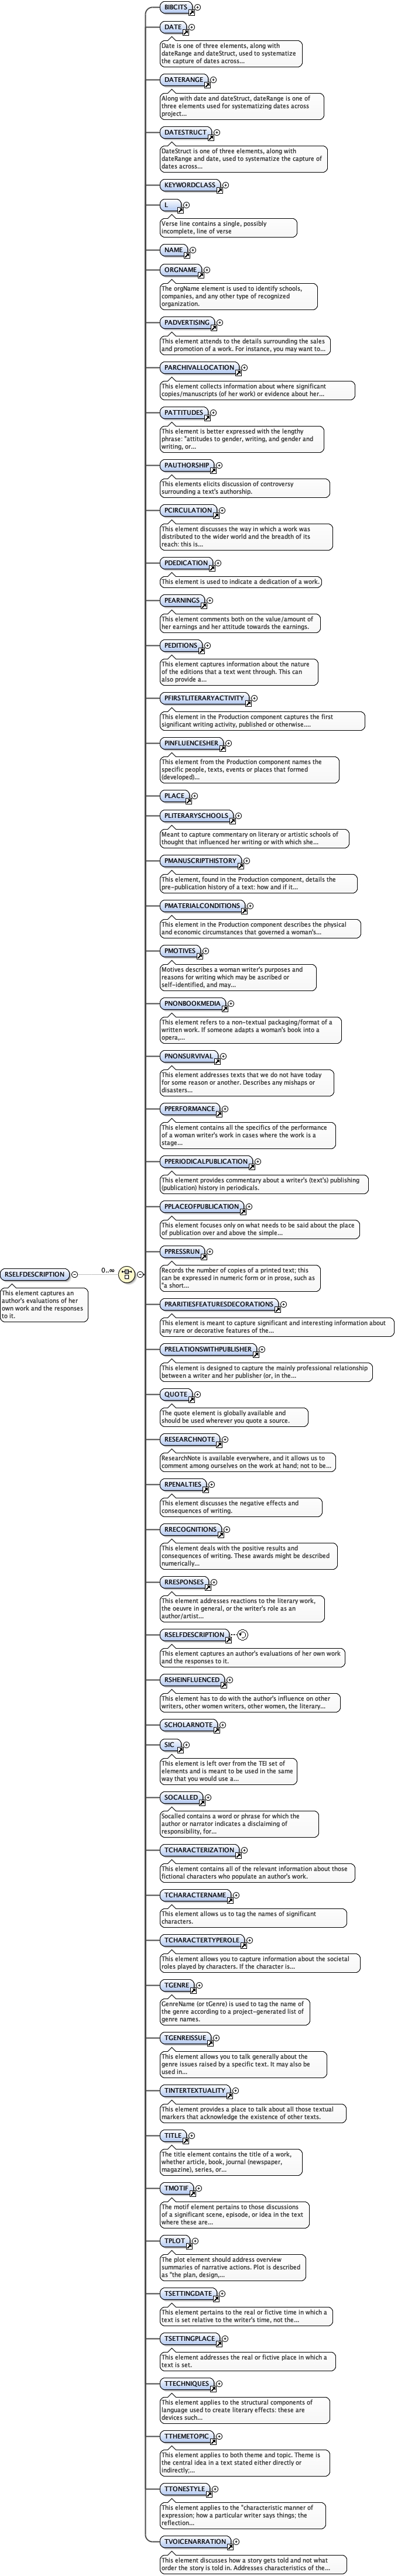 BIBCITS
DATE
Date is one of three elements, along with
dateRange and dateStruct, used to systematize
the capture of dates across...
DATERANGE
Along with date and dateStruct, dateRange is one of
three elements used for systematizing dates across
project...
DATESTRUCT
DateStruct is one of three elements, along with
dateRange and date, used to systematize the capture of
dates across...
KEYWORDCLASS
L
Verse line contains a single, possibly
incomplete, line of verse
NAME
ORGNAME
The orgName element is used to identify schools,
companies, and any other type of recognized
organization.
PADVERTISING
This element attends to the details surrounding the sales
and promotion of a work. For instance, you may want to...
PARCHIVALLOCATION
This element collects information about where significant
copies/manuscripts (of her work) or evidence about her...
PATTITUDES
This element is better expressed with the lengthy
phrase: "attitudes to gender, writing, and gender and
writing, or...
PAUTHORSHIP
This elements elicits discussion of controversy
surrounding a text's authorship.
PCIRCULATION
This element discusses the way in which a work was
distributed to the wider world and the breadth of its
reach: this is...
PDEDICATION
This element is used to indicate a dedication of a work.
PEARNINGS
This element comments both on the value/amount of
her earnings and her attitude towards the earnings.
PEDITIONS
This element captures information about the nature
of the editions that a text went through. This can
also provide a...
PFIRSTLITERARYACTIVITY
This element in the Production component captures the first
significant writing activity, published or otherwise....
PINFLUENCESHER
This element from the Production component names the
specific people, texts, events or places that formed
(developed)...
PLACE
PLITERARYSCHOOLS
Meant to capture commentary on literary or artistic schools of
thought that influenced her writing or with which she...
PMANUSCRIPTHISTORY
This element, found in the Production component, details the
pre-publication history of a text: how and if it...
PMATERIALCONDITIONS
This element in the Production component describes the physical
and economic circumstances that governed a woman's...
PMOTIVES
Motives describes a woman writer's purposes and
reasons for writing which may be ascribed or
self-identified, and may...
PNONBOOKMEDIA
This element refers to a non-textual packaging/format of a
written work. If someone adapts a woman's book into a
opera,...
PNONSURVIVAL
This element addresses texts that we do not have today
for some reason or another. Describes any mishaps or
disasters...
PPERFORMANCE
This element contains all the specifics of the performance
of a woman writer's work in cases where the work is a
stage...
PPERIODICALPUBLICATION
This element provides commentary about a writer's (text's) publishing
(publication) history in periodicals.
PPLACEOFPUBLICATION
This element focuses only on what needs to be said about the place
of publication over and above the simple...
PPRESSRUN
Records the number of copies of a printed text; this
can be expressed in numeric form or in prose, such as
"a short...
RSELFDESCRIPTION
0..∞
This element captures an
author's evaluations of her
own work and the responses
to it.
PRARITIESFEATURESDECORATIONS
This element is meant to capture significant and interesting information about
any rare or decorative features of the...
PRELATIONSWITHPUBLISHER
This element is designed to capture the mainly professional relationship
between a writer and her publisher (or, in the...
QUOTE
The quote element is globally available and
should be used wherever you quote a source.
RESEARCHNOTE
ResearchNote is available everywhere, and it allows us to
comment among ourselves on the work at hand; not to be...
RPENALTIES
This element discusses the negative effects and
consequences of writing.
RRECOGNITIONS
This element deals with the positive results and
consequences of writing. These awards might be described
numerically...
RRESPONSES
This element addresses reactions to the literary work,
the oeuvre in general, or the writer's role as an
author/artist...
RSELFDESCRIPTION
This element captures an author's evaluations of her own work
and the responses to it.
RSHEINFLUENCED
This element has to do with the author's influence on other
writers, other women writers, other women, the literary...
SCHOLARNOTE
SIC
This element is left over from the TEI set of
elements and is meant to be used in the same
way that you would use a...
SOCALLED
Socalled contains a word or phrase for which the
author or narrator indicates a disclaiming of
responsibility, for...
TCHARACTERIZATION
This element contains all of the relevant information about those
fictional characters who populate an author's work.
TCHARACTERNAME
This element allows us to tag the names of significant
characters.
TCHARACTERTYPEROLE
This element allows you to capture information about the societal
roles played by characters. If the character is...
TGENRE
GenreName (or tGenre) is used to tag the name of
the genre according to a project-generated list of
genre names.
TGENREISSUE
This element allows you to talk generally about the
genre issues raised by a specific text. It may also be
used in...
TINTERTEXTUALITY
This element provides a place to talk about all those textual
markers that acknowledge the existence of other texts.
TITLE
The title element contains the title of a work,
whether article, book, journal (newspaper,
magazine), series, or...
TMOTIF
The motif element pertains to those discussions
of a significant scene, episode, or idea in the text
where these are...
TPLOT
The plot element should address overview
summaries of narrative actions. Plot is described
as "the plan, design,...
TSETTINGDATE
This element pertains to the real or fictive time in which a
text is set relative to the writer's time, not the...
TSETTINGPLACE
This element addresses the real or fictive place in which a
text is set.
TTECHNIQUES
This element applies to the structural components of
language used to create literary effects: these are
devices such...
TTHEMETOPIC
This element applies to both theme and topic. Theme is
the central idea in a text stated either directly or
indirectly;...
TTONESTYLE
This element applies to the "characteristic manner of
expression; how a particular writer says things; the
reflection...
TVOICENARRATION
This element discusses how a story gets told and not what
order the story is told in. Addresses characteristics of the...